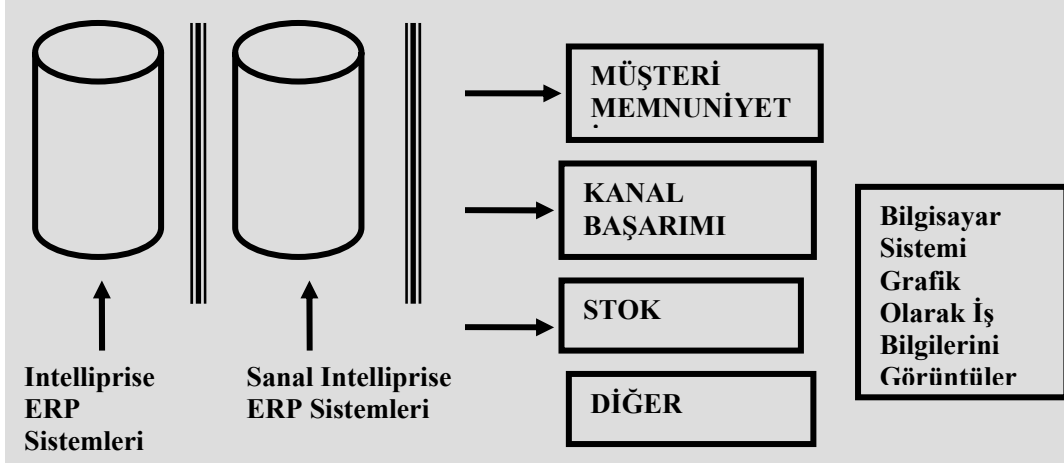 MÜŞTERİ
MEMNUNİYET
KANAL
BAŞARIMI
STOK
DİĞER
Bilgisayar
Sistemi
Grafik
Olarak İş
Bilgilerini
Görüntüler
Intelliprise
ERP
Sistemleri
Sanal Intelliprise
ERP Sistemleri